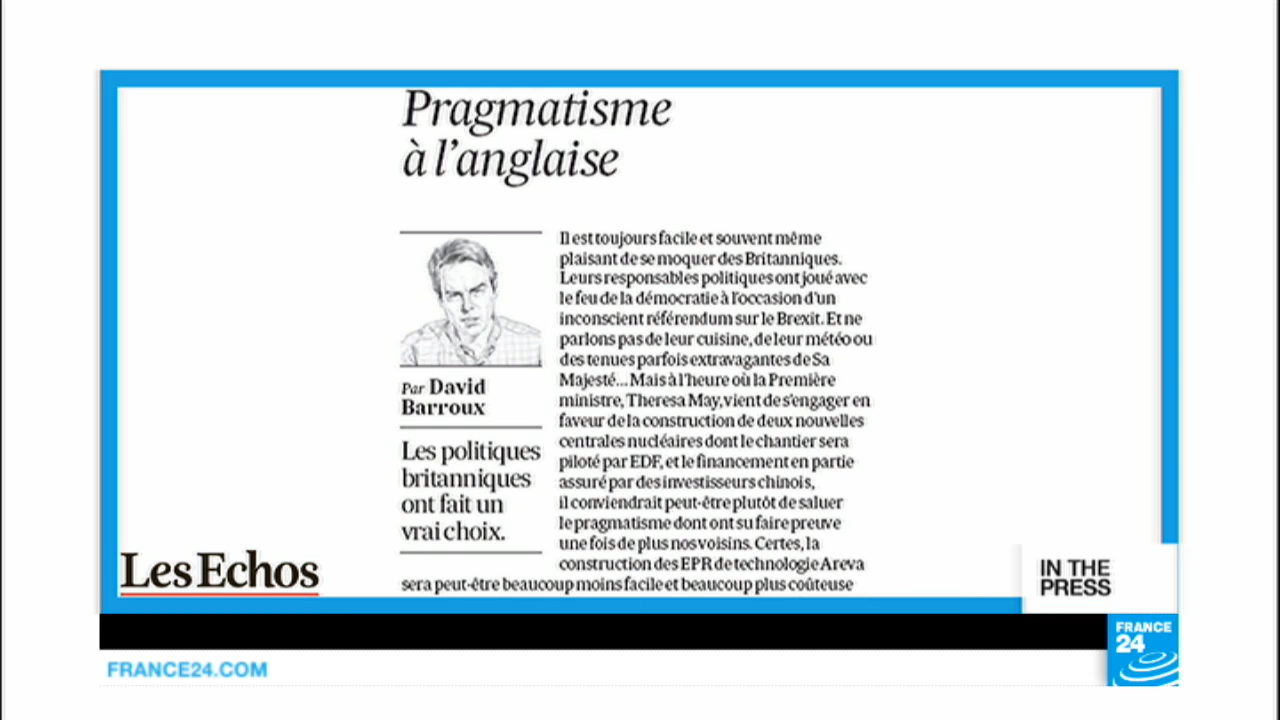 Pragmatisme
à l'anglaise
Par David
Barroux
Les politiques
britanniques
ont fait un
vrai choix.
Il est toujours facile et souvent même
plaisant de se moquer des Britanniques.
Leurs responsables politiques ont joué avec
le feu de la démocratie à l'occasion d'un
inconscient référendum sur le Brexit. Et ne
parlons pas de leur cuisine, de leur météo ou
des tenues parfois extravagantes de Sa
Majesté... Mais à l'heure où la Première
ministre, Theresa May, vient de s'engager en
faveur de la construction de deux nouvelles
centrales nucléaires dont le chantier sera
piloté par EDF, et le financement en partie
assuré par des investisseurs chinois,
il conviendrait peut-être plutôt de saluer
le pragmatisme dont ont su faire preuve
une fois de plus nos voisins. Certes, la
construction des EPR de technologie Areva
sera peut-être beaucoup moins facile et beaucoup plus coûteuse
Les Echos
IN THE
PRESS
FRANCE
24
FRANCE24.COM